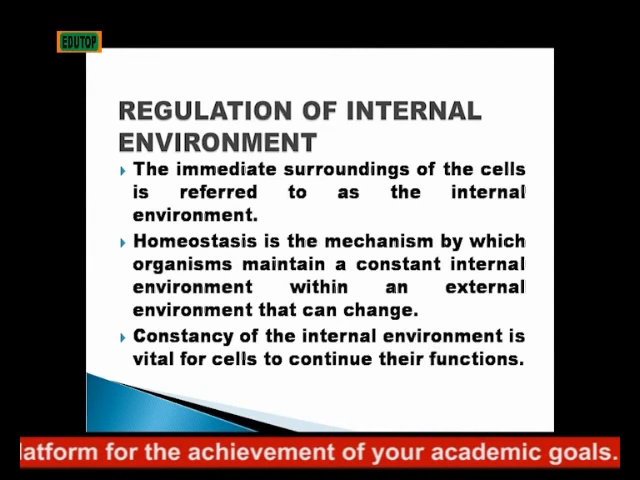 EDUTOP
REGULATION OF INTERNAL
ENVIRONMENT
The immediate surroundings of the cells
is referred to as the internal
environment.
Homeostasis is the mechanism by which
organisms maintain a constant internal
environment within an external
environment that can change.
Constancy of the internal environment is
vital for cells to continue their functions.
latform for the achievement of your academic goals.